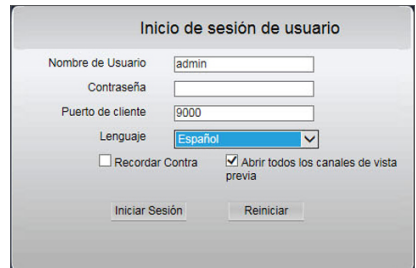 Inicio de sesión de usuario
Nombre de Usuario admin
Contraseña
Puerto de cliente 9000
Lenguaje Español
Recordar Contra Abrir todos los canales de vista
previa
Iniciar Sesión Reiniciar